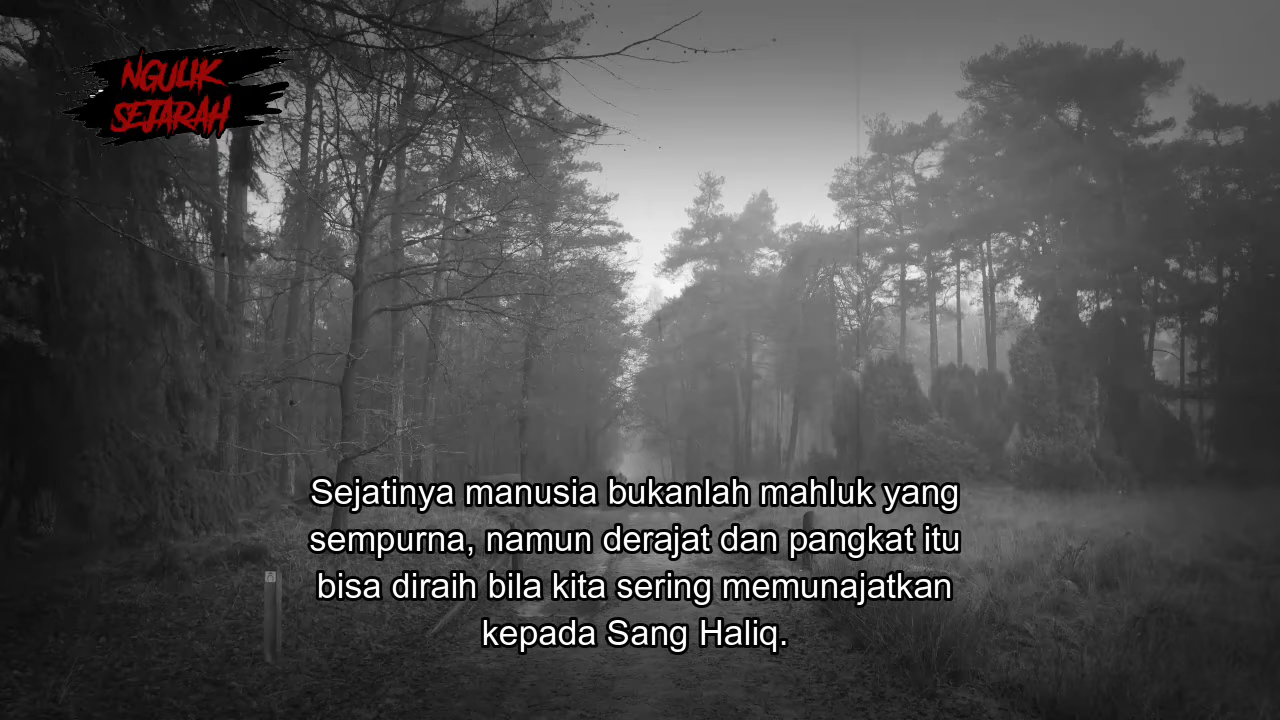 NGULIK
SEJARAH
Sejatinya manusia bukanlah mahluk yang
sempurna, namun derajat dan pangkat itu
bisa diraih bila kita sering memunajatkan
kepada Sang Haliq.